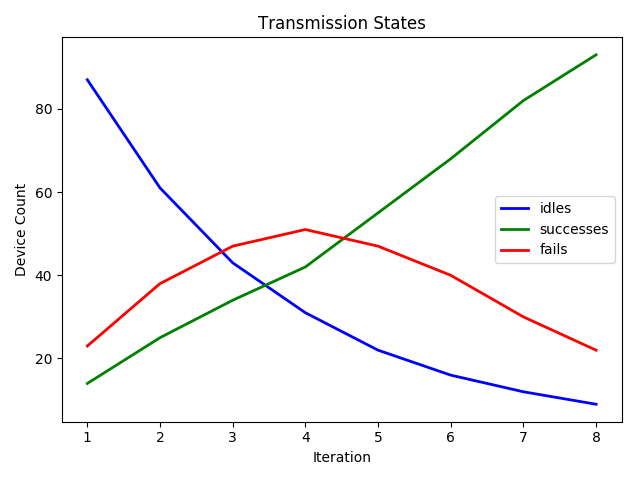 Transmission States
Device Count
80
60
40
20
idles
successes
fails
1 2 3 4 5 6 7 8
Iteration